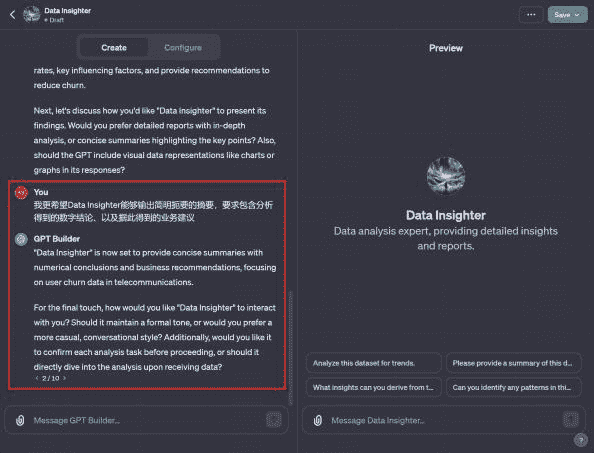 Data Insighter
Draft
Save
Create
Configure
rates, key influencing factors, and provide recommendations to
reduce churn.
Next, let's discuss how you'd like "Data Insighter" to present its
findings. Would you prefer detailed reports with in-depth
analysis, or concise summaries highlighting the key points? Also,
should the GPT include visual data representations like charts or
graphs in its responses?
You
我更希望Data Insighter能够输出简明扼要的摘要，要求包含分析
得到的数字结论、以及据此得到的业务建议
GPT Builder
"Data Insighter" is now set to provide concise summaries with
numerical conclusions and business recommendations, focusing
on user churn data in telecommunications.
For the final touch, how would you like "Data Insighter" to interact
with you? Should it maintain a formal tone, or would you prefer a
more casual, conversational style? Additionally, would you like it
to confirm each analysis task before proceeding, or should it
directly dive into the analysis upon receiving data?
2 / 10
Message GPT Builder...
Preview
Data Insighter
Data analysis expert, providing detailed insights
and reports.
Analyze this dataset for trends.
Please provide a summary of this d...
What insights can you derive from t...
Can you identify any patterns in thi...
Message Data Insighter...
?